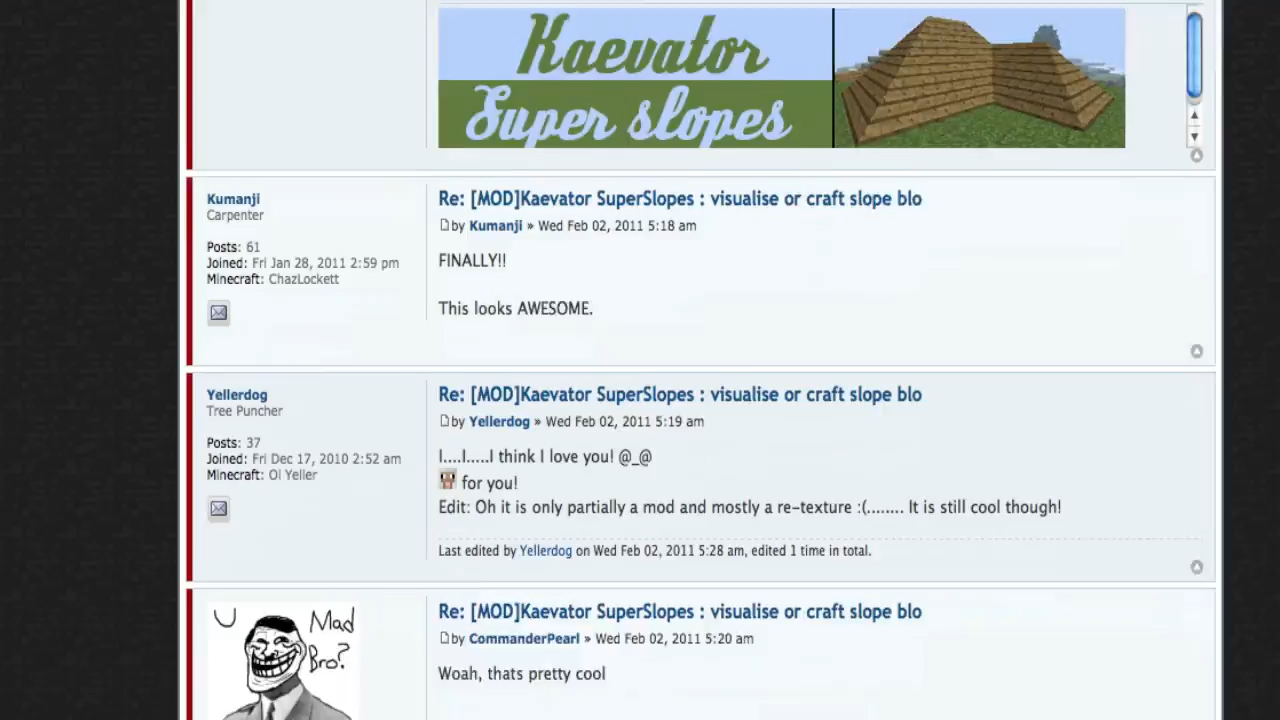 Kaevator
Super slopes
Kumanji
Carpenter
Posts: 61
Joined: Fri Jan 28, 2011 2:59 pm
Minecraft: ChazLockett
Re: [MOD]Kaevator SuperSlopes : visualise or craft slope blo
by Kumanji » Wed Feb 02, 2011 5:18 am
FINALLY!!
This looks AWESOME.
Yellerdog
Tree Puncher
Posts: 37
Joined: Fri Dec 17, 2010 2:52 am
Minecraft: Ol Yeller
Re: [MOD]Kaevator SuperSlopes : visualise or craft slope blo
by Yellerdog » Wed Feb 02, 2011 5:19 am
I....I.....I think I love you! @_@
for you!
Edit: Oh it is only partially a mod and mostly a re-texture :(........ It is still cool though!
Last edited by Yellerdog on Wed Feb 02, 2011 5:28 am, edited 1 time in total.
U Mad
Bro?
Re: [MOD]Kaevator SuperSlopes : visualise or craft slope blo
by CommanderPearl » Wed Feb 02, 2011 5:20 am
Woah, thats pretty cool